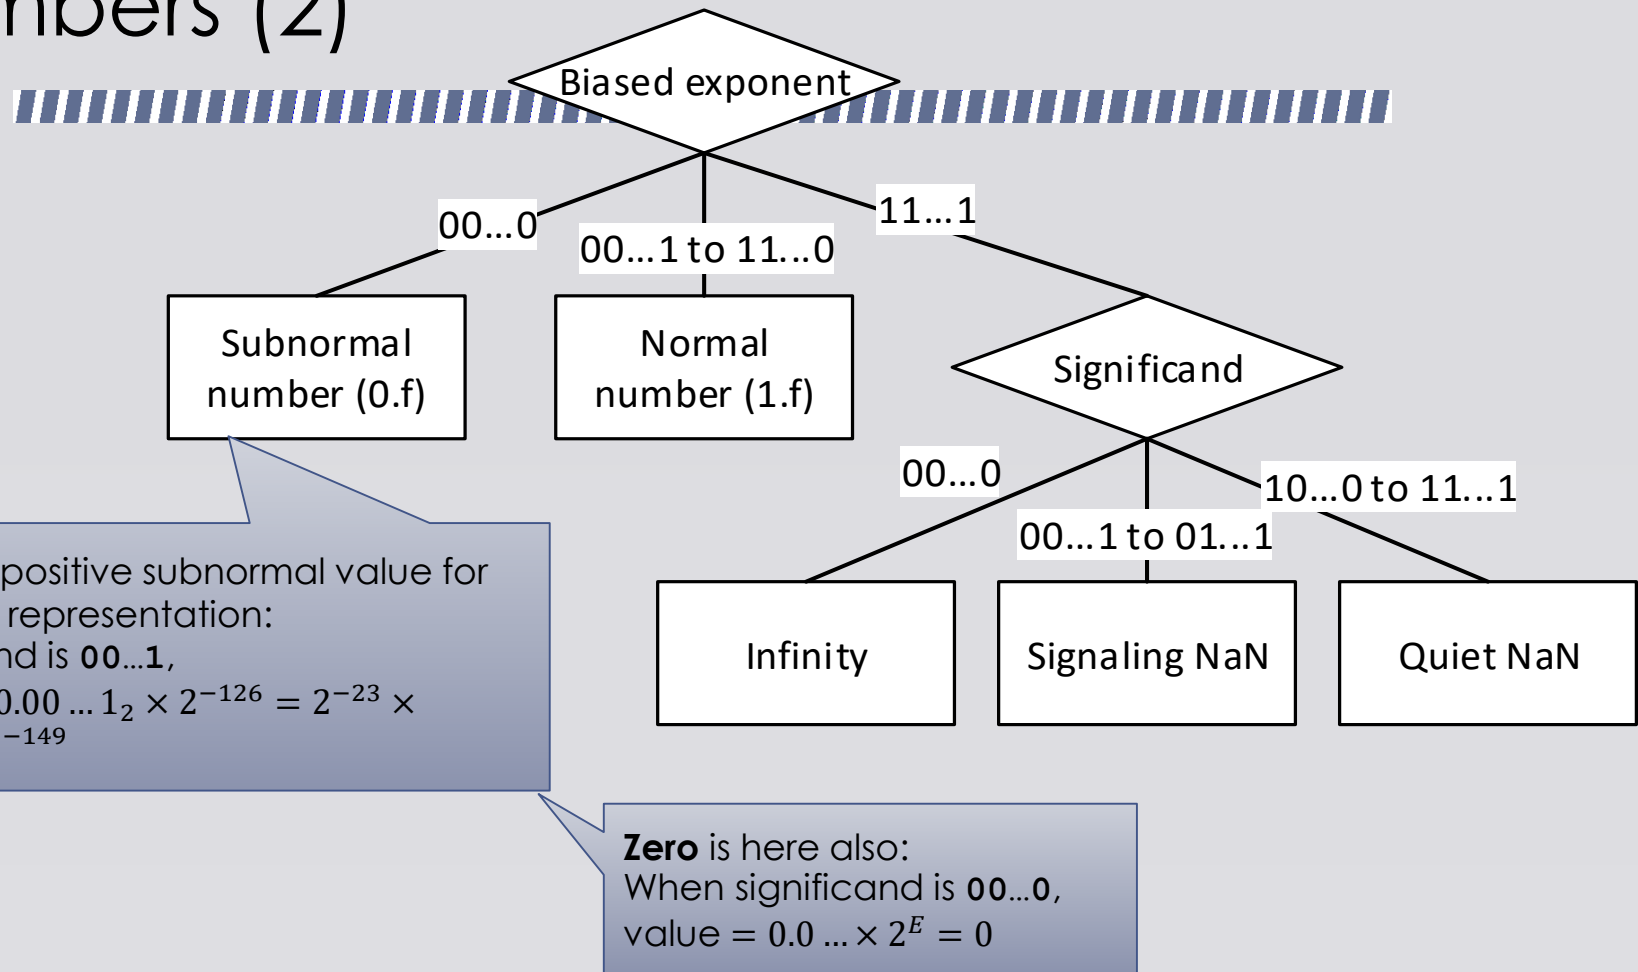 mbers (2)
Biased exponent
00...0
00...1 to 11...0
11...1
Subnormal
number (0.f)
Normal
number (1.f)
Significand
00...0
00...1 to 01...1
10...0 to 11...1
Infinity
Signaling NaN
Quiet NaN
positive subnormal value for
representation:
nd is 00...1,
0.00 ... 1₂ × 2⁻¹²⁶ = 2⁻²³ ×
⁻¹⁴⁹
Zero is here also:
When significand is 00...0,
value = 0.0 ... × 2ᴱ = 0